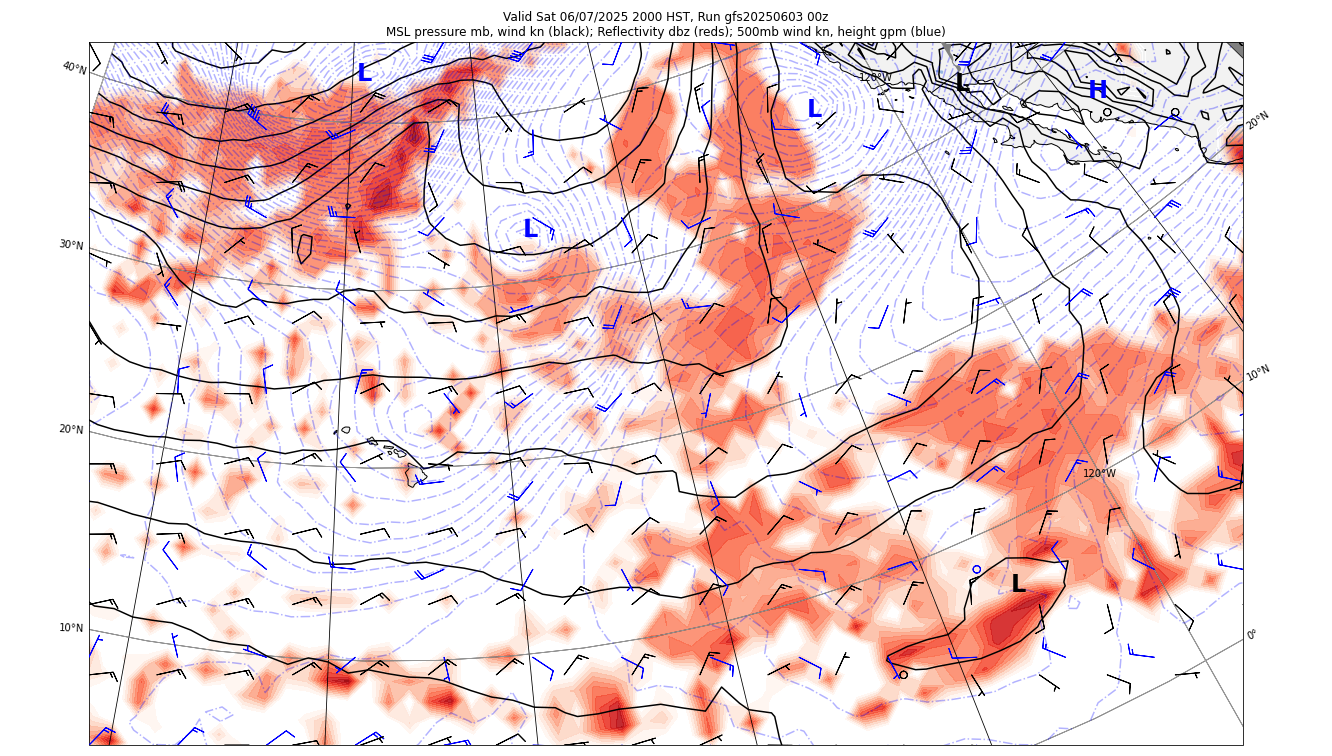 Valid Sat 06/07/2025 2000 HST, Run gfs20250603 00z
MSL pressure mb, wind kn (black); Reflectivity dbz (reds); 500mb wind kn, height gpm (blue)
40°N
L
120°W
L
H
L
20°N
30°N
L
10°N
20°N
120°W
L
10°N
0°